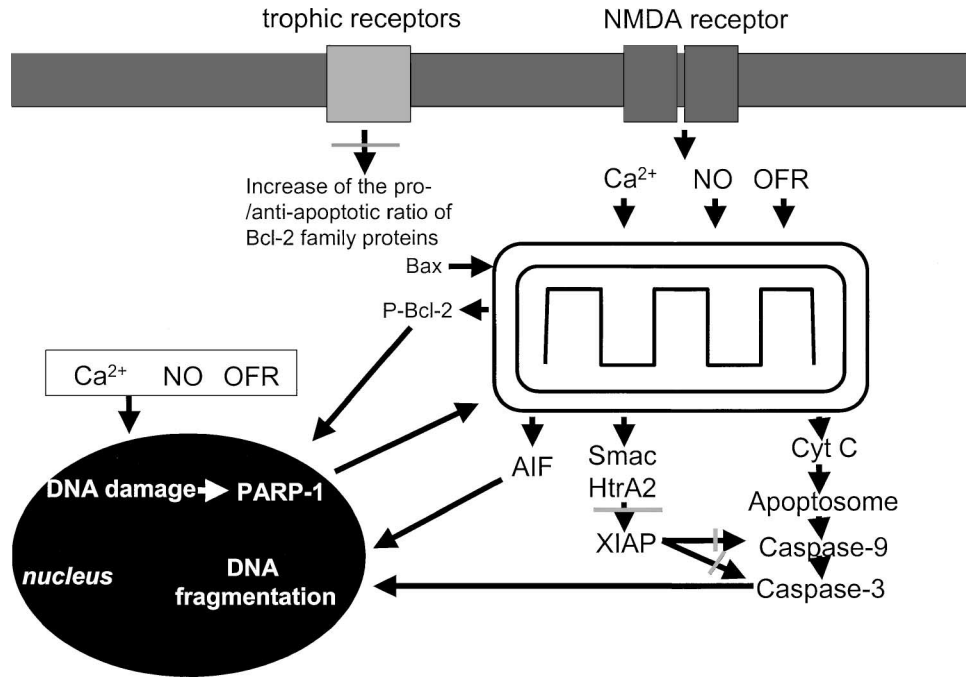 trophic receptors
NMDA receptor
Increase of the pro-
/anti-apoptotic ratio of
Bcl-2 family proteins
Ca²⁺ NO OFR
Bax
P-Bcl-2
Ca²⁺ NO OFR
DNA damage PARP-1
nucleus
DNA
fragmentation
AIF
Smac
HtrA2
XIAP
Cyt C
Apoptosome
Caspase-9
Caspase-3